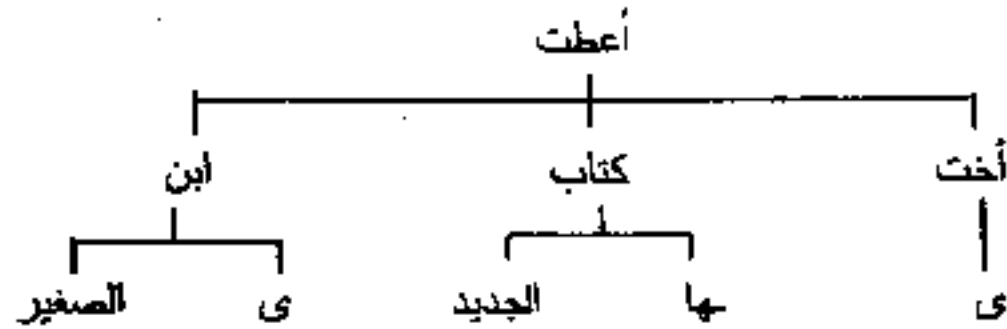 أعطت
أخت كتاب ابن
ى ها الجديد ى الصغير